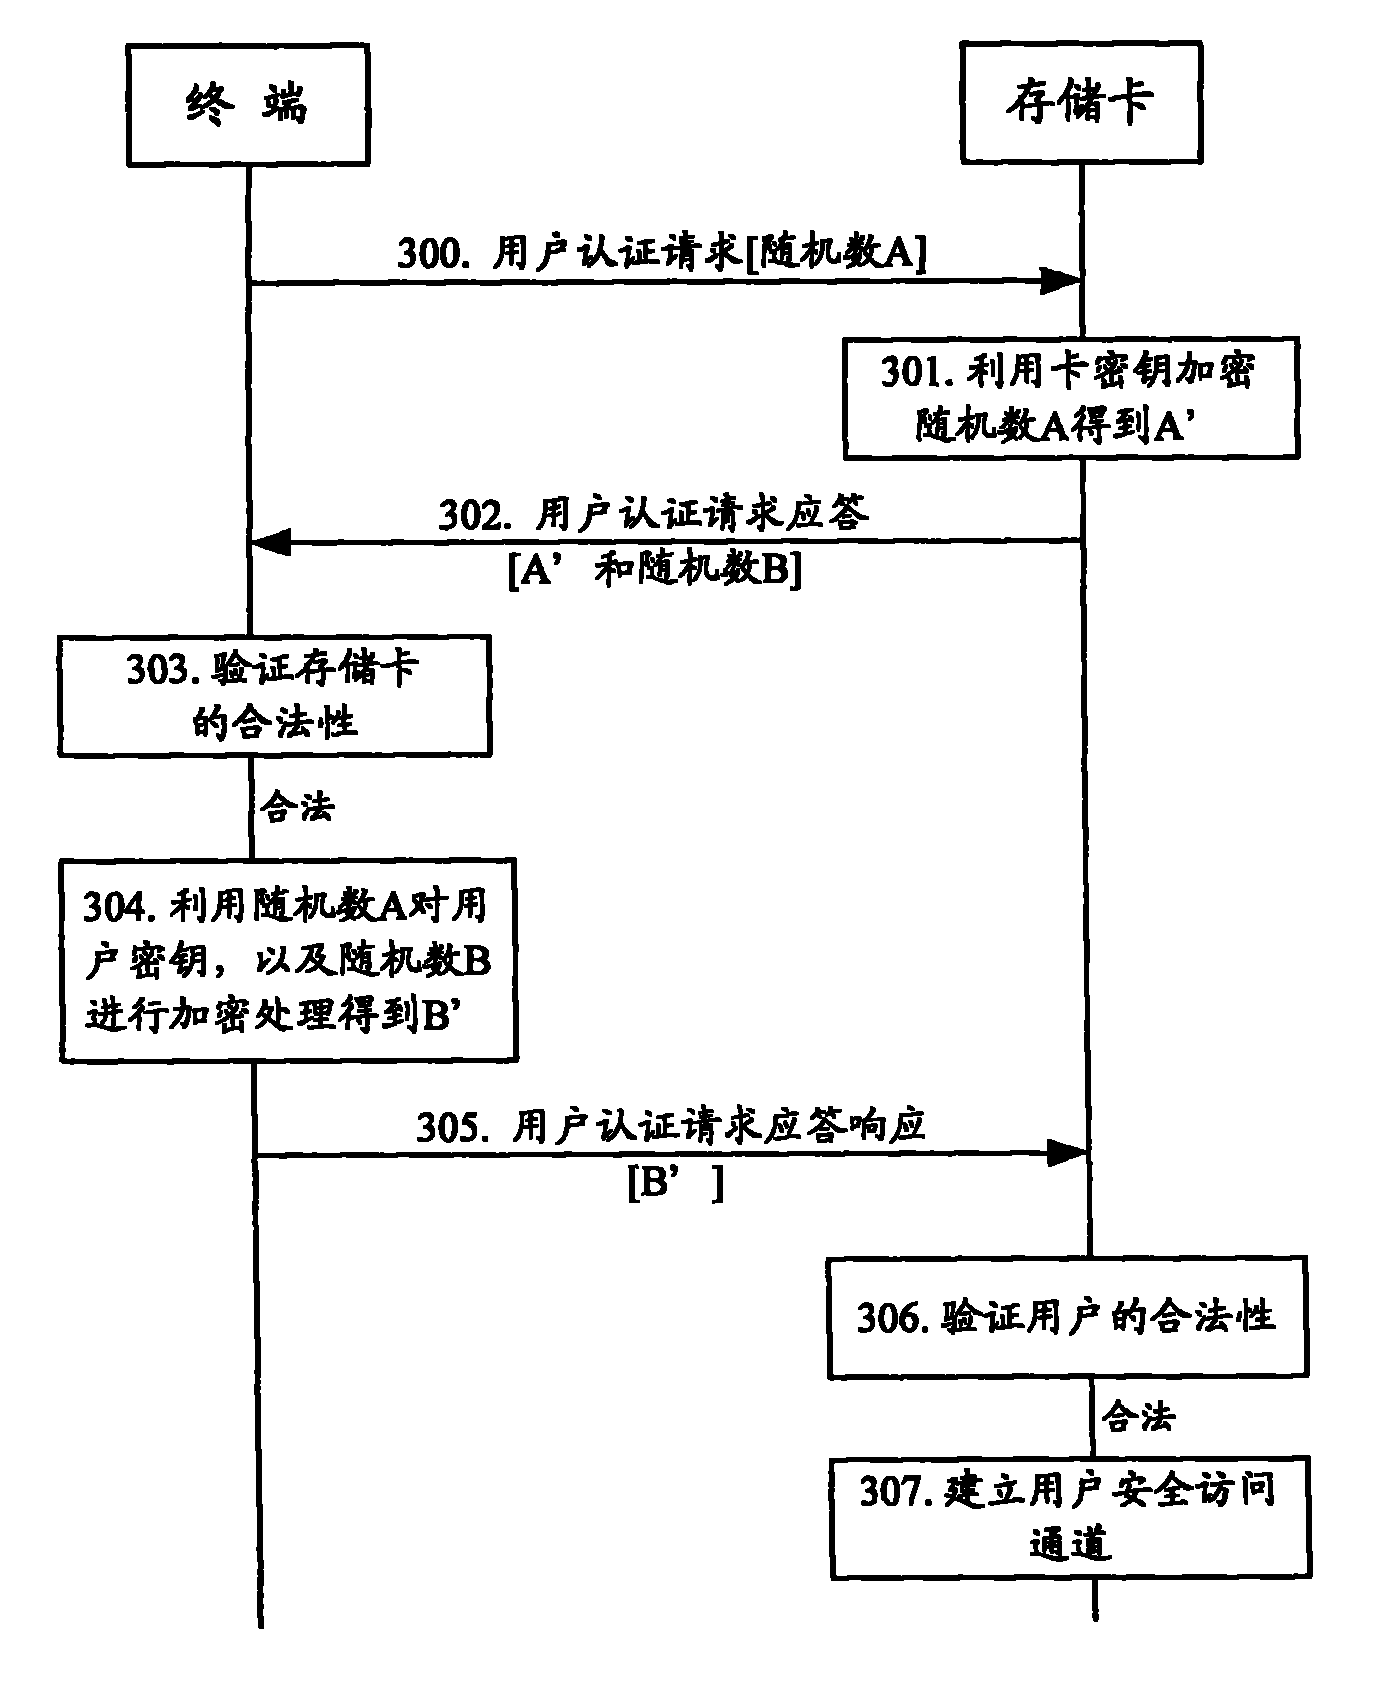 终 端
存储卡
300. 用户认证请求[随机数A]
301. 利用卡密钥加密
随机数A得到A’
302. 用户认证请求应答
[A’ 和随机数B]
303. 验证存储卡
的合法性
合法
304. 利用随机数A对用
户密钥，以及随机数B
进行加密处理得到B’
305. 用户认证请求应答响应
[B’ ]
306. 验证用户的合法性
合法
307. 建立用户安全访问
通道